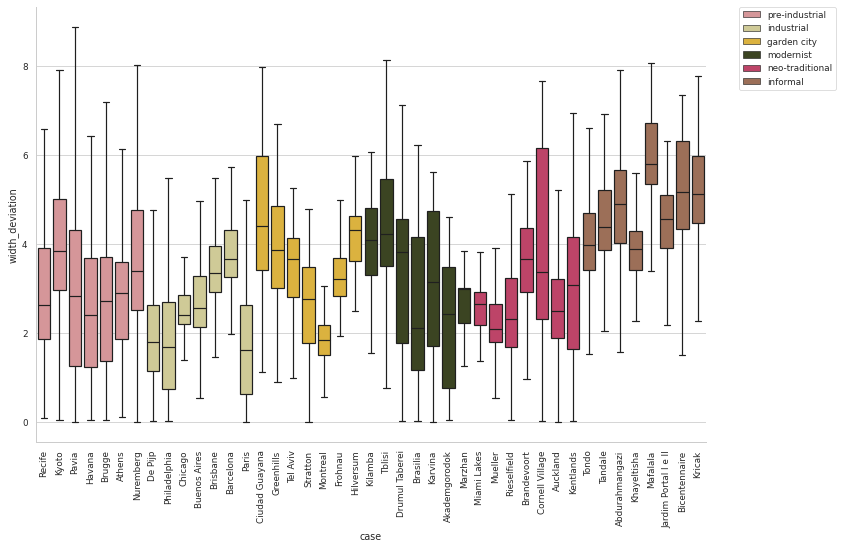 pre-industrial
industrial
garden city
modernist
neo-traditional
informal
width_deviation
8
6
4
2
0
Recife
Kyoto
Pavia
Havana
Brugge
Athens
Nuremberg
De Pijp
Philadelphia
Chicago
Buenos Aires
Brisbane
Barcelona
Paris
Ciudad Guayana
Greenhills
Tel Aviv
Stratton
Montreal
Frohnau
Hilversum
Kilamba
Tblisi
Drumul Taberei
Brasilia
Karvina
Akademgorodok
Marzhan
Miami Lakes
Mueller
Rieselfield
Brandevoort
Cornell Village
Auckland
Kentlands
Tondo
Tandale
Abdurahmangazi
Khayeltisha
Mafalala
Jardim Portal I e II
Bicentennaire
Kricak
case